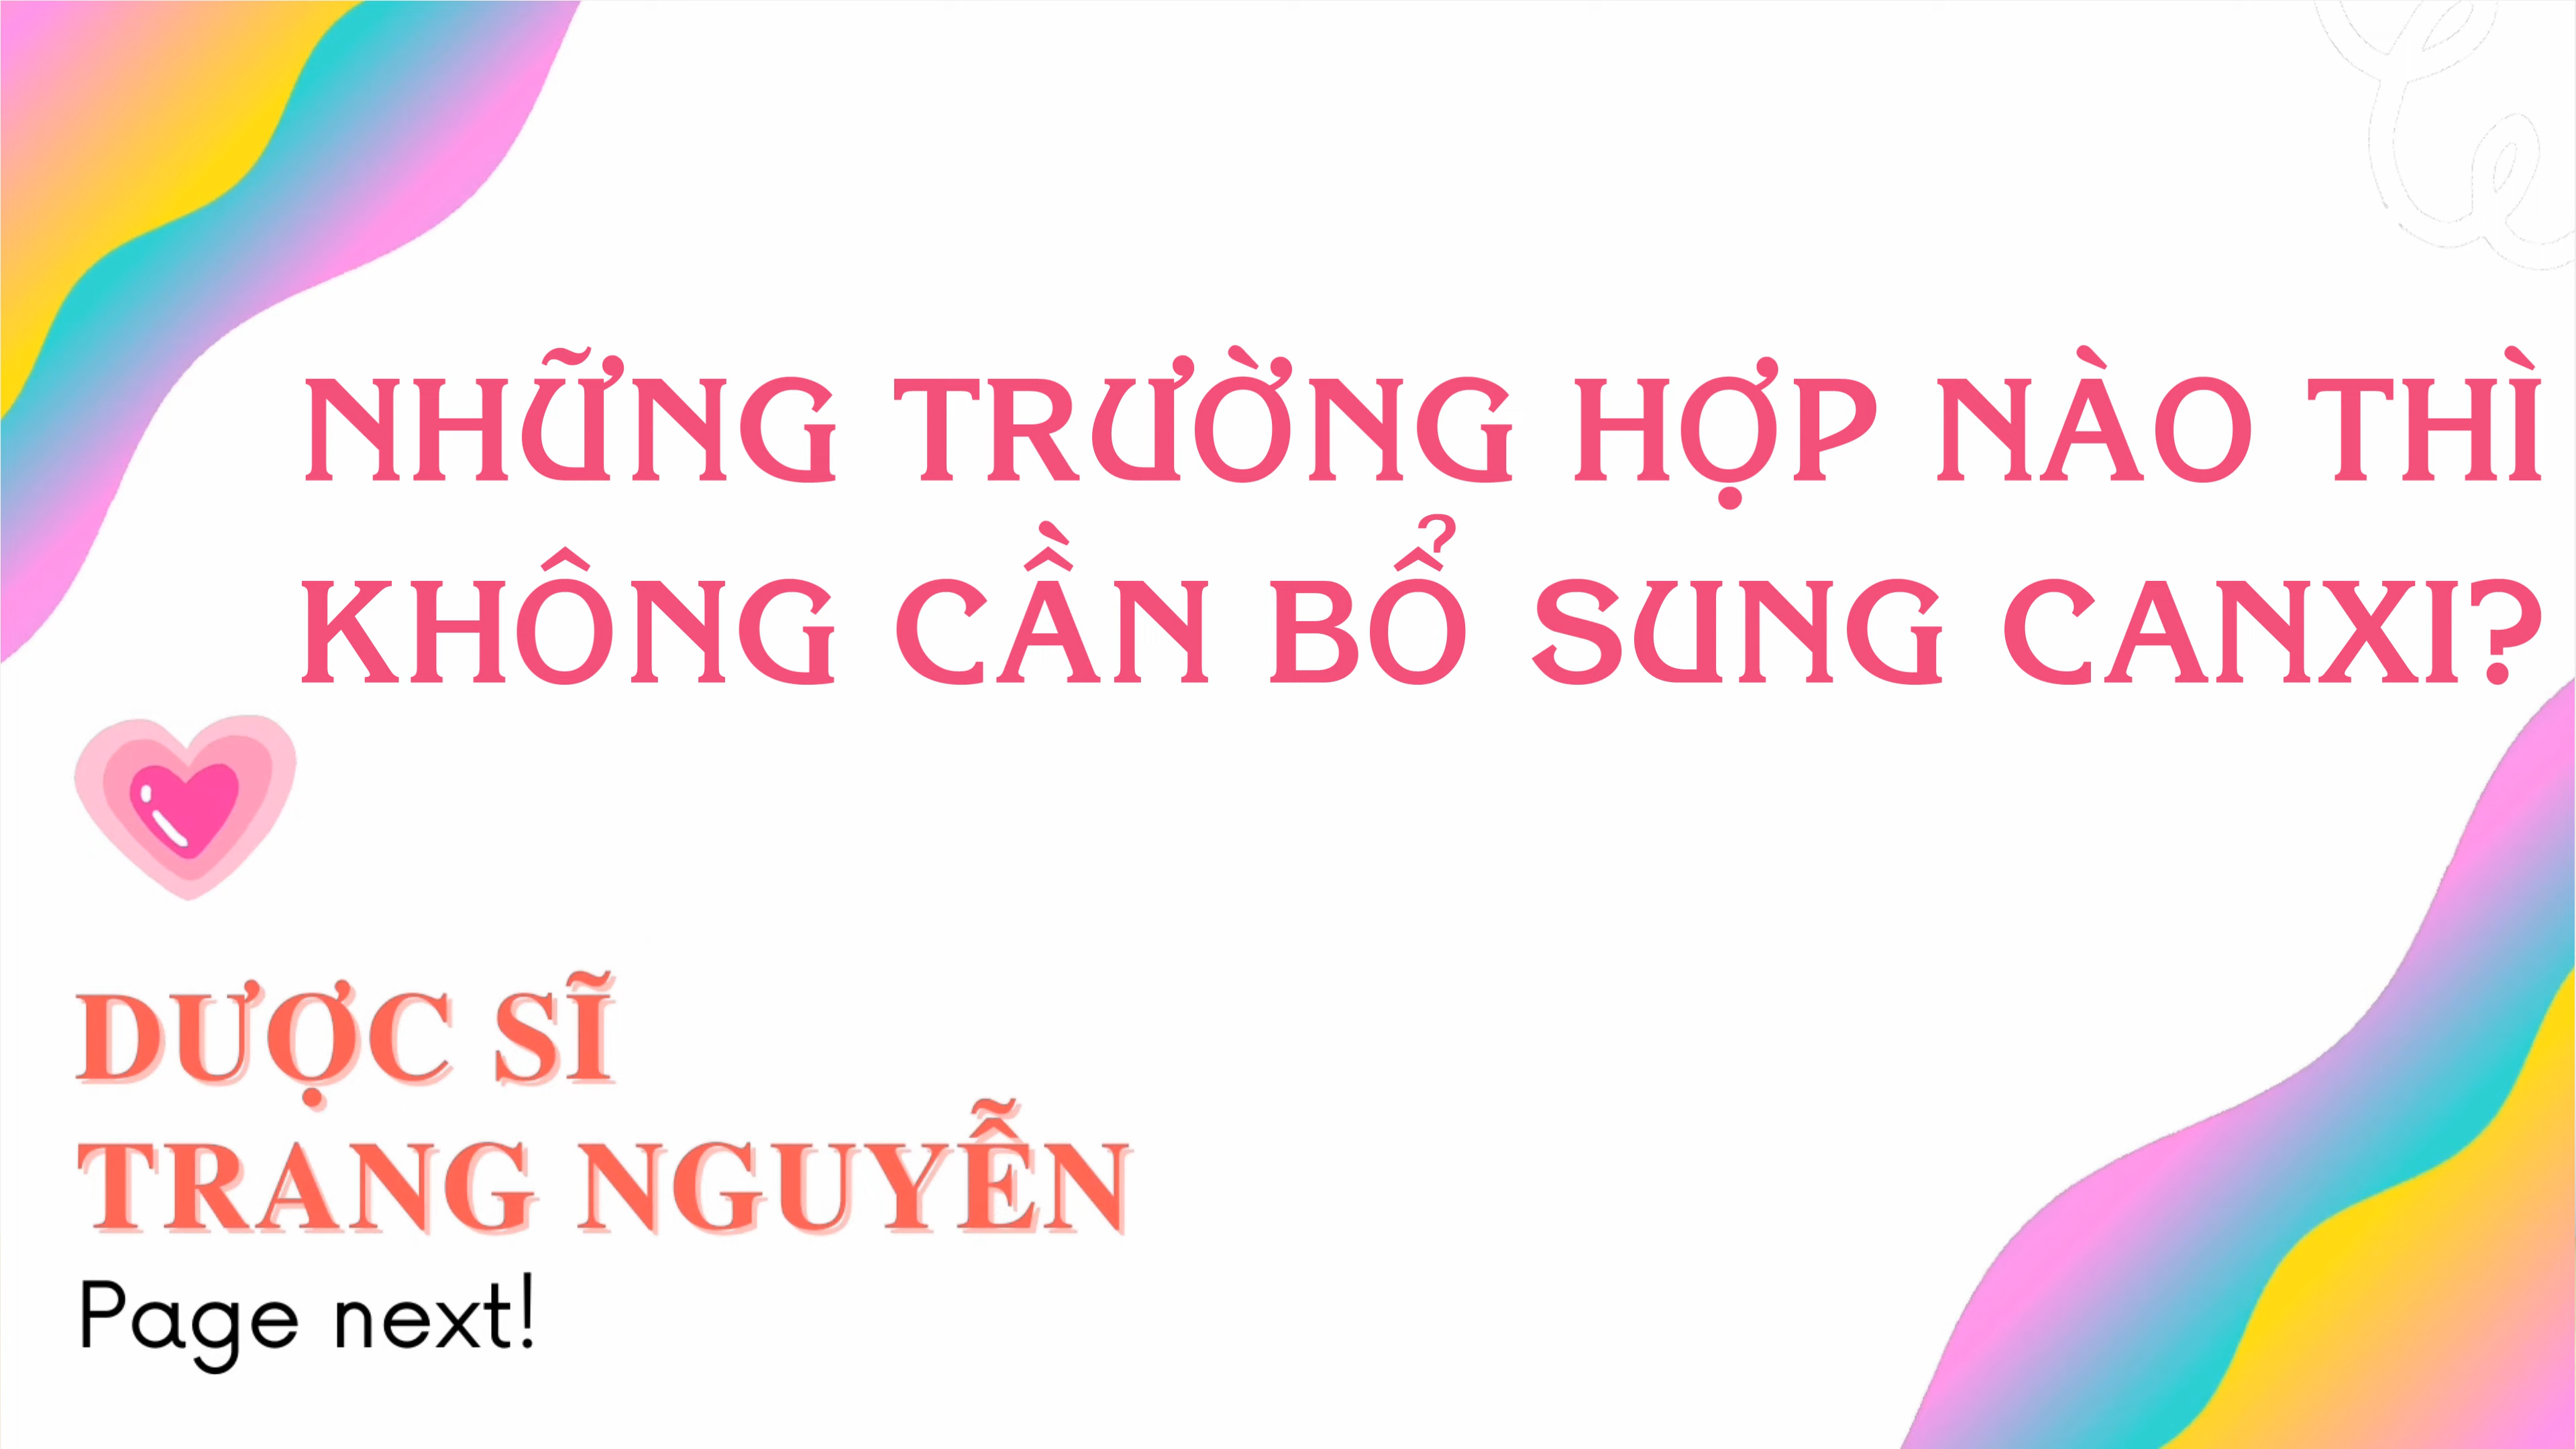 NHỮNG TRƯỜNG HỢP NÀO THÌ
KHÔNG CẦN BỔ SUNG CANXI?
DƯỢC SĨ
TRANG NGUYỄN
Page next!